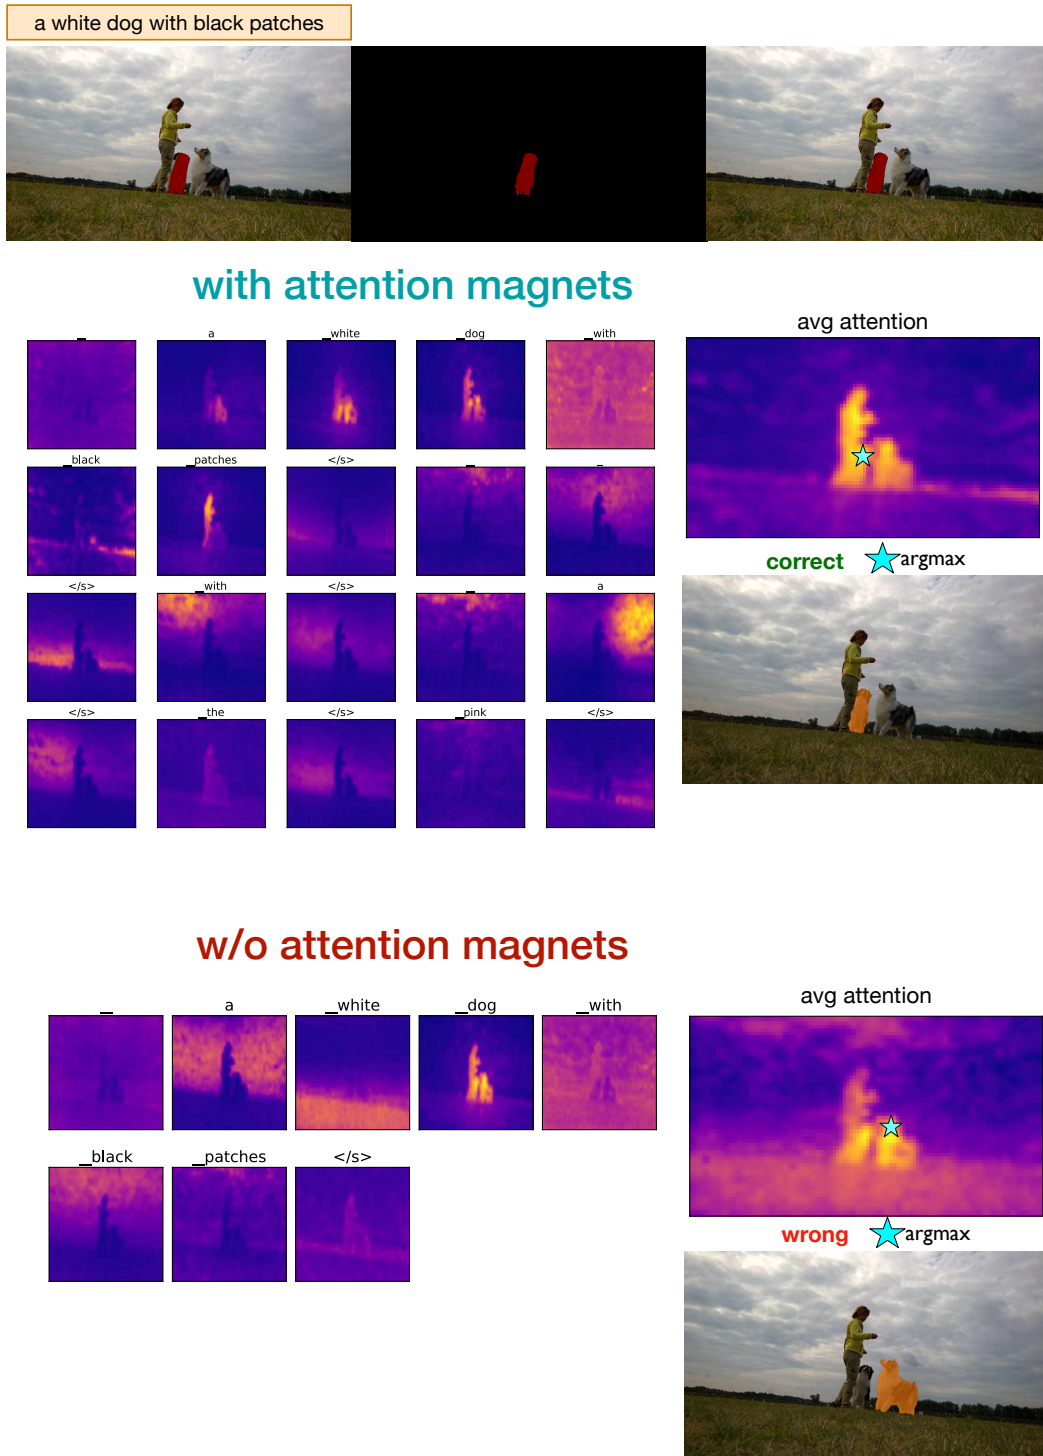 a white dog with black patches
with attention magnets
avg attention
_ a _white _dog _with
_black _patches </s> _ _
</s> _with </s> _ a
</s> _the </s> _pink </s>
correct argmax
w/o attention magnets
avg attention
_ a _white _dog _with
_black _patches </s>
wrong argmax